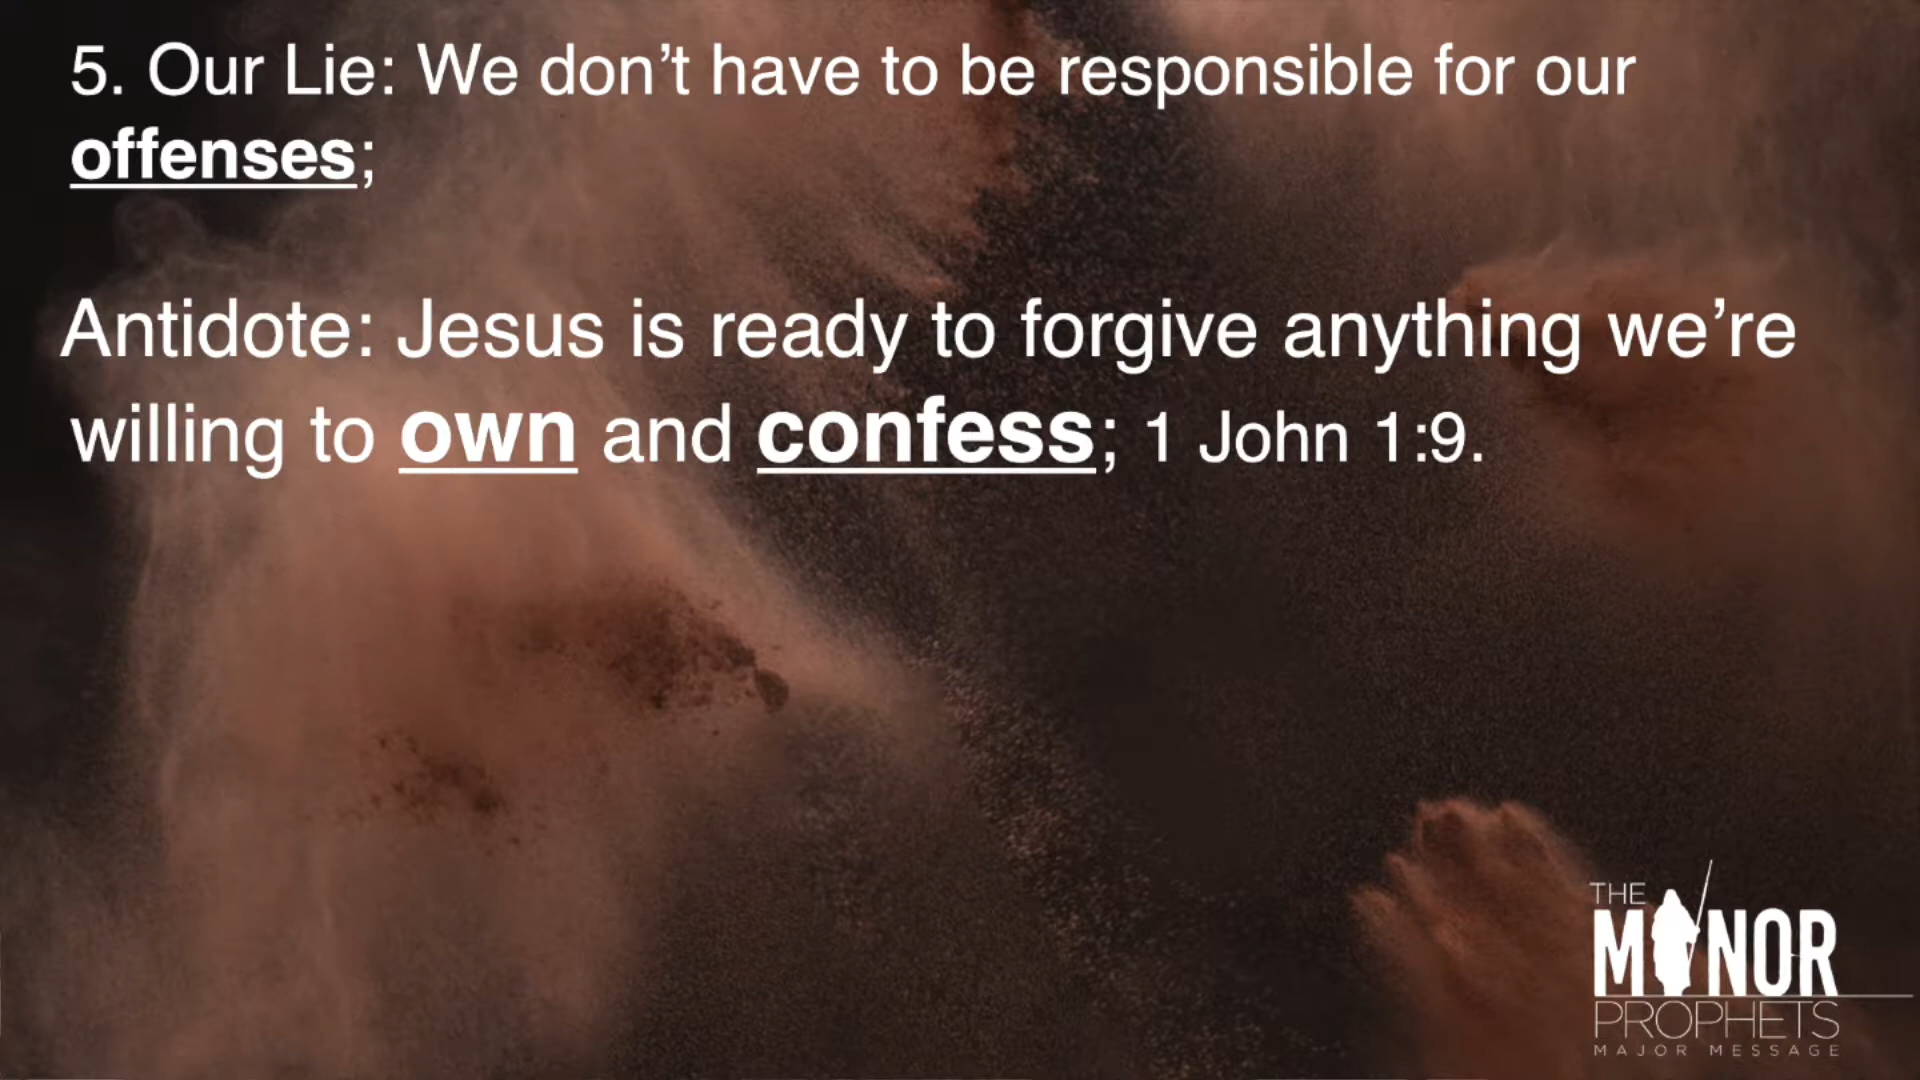 5. Our Lie: We don’t have to be responsible for our
offenses;
Antidote: Jesus is ready to forgive anything we’re
willing to own and confess; 1 John 1:9.
THE
MINOR
PROPHETS
MAJOR MESSAGE